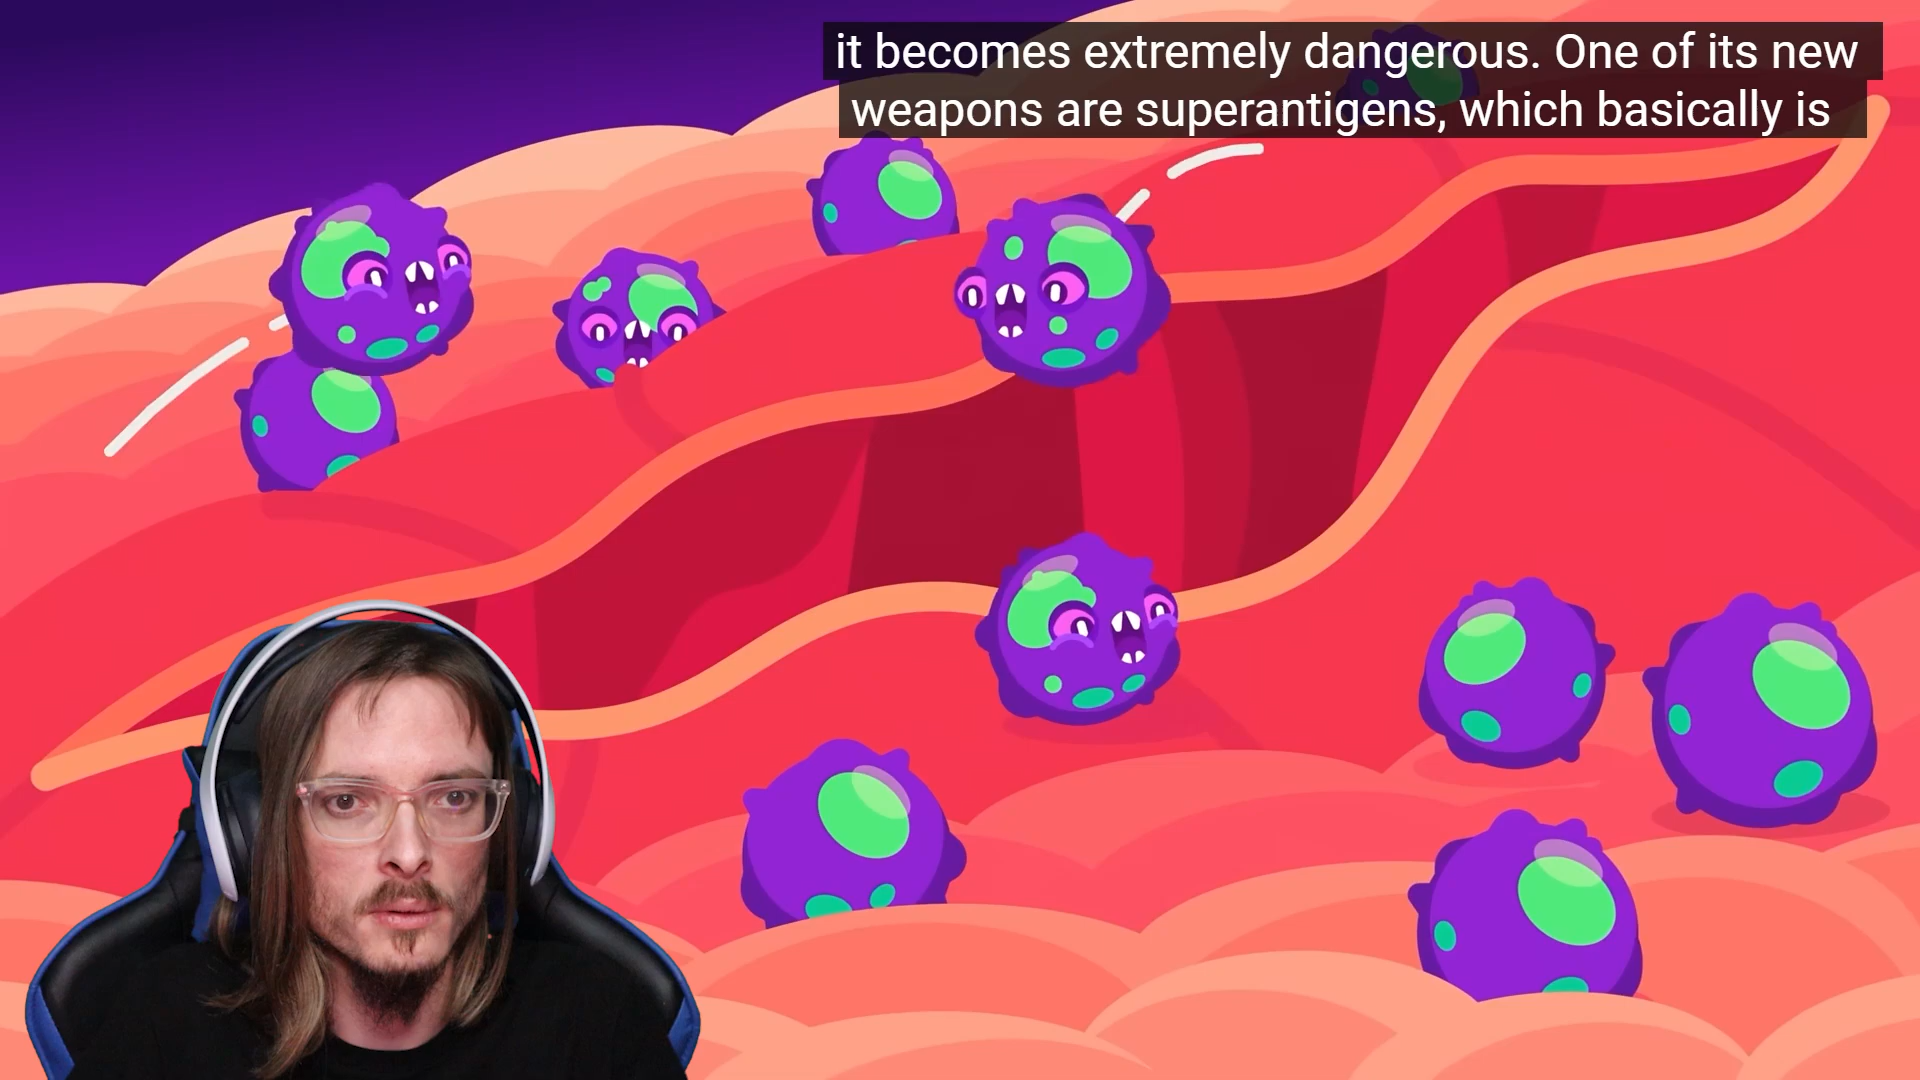 it becomes extremely dangerous. One of its new
weapons are superantigens, which basically is